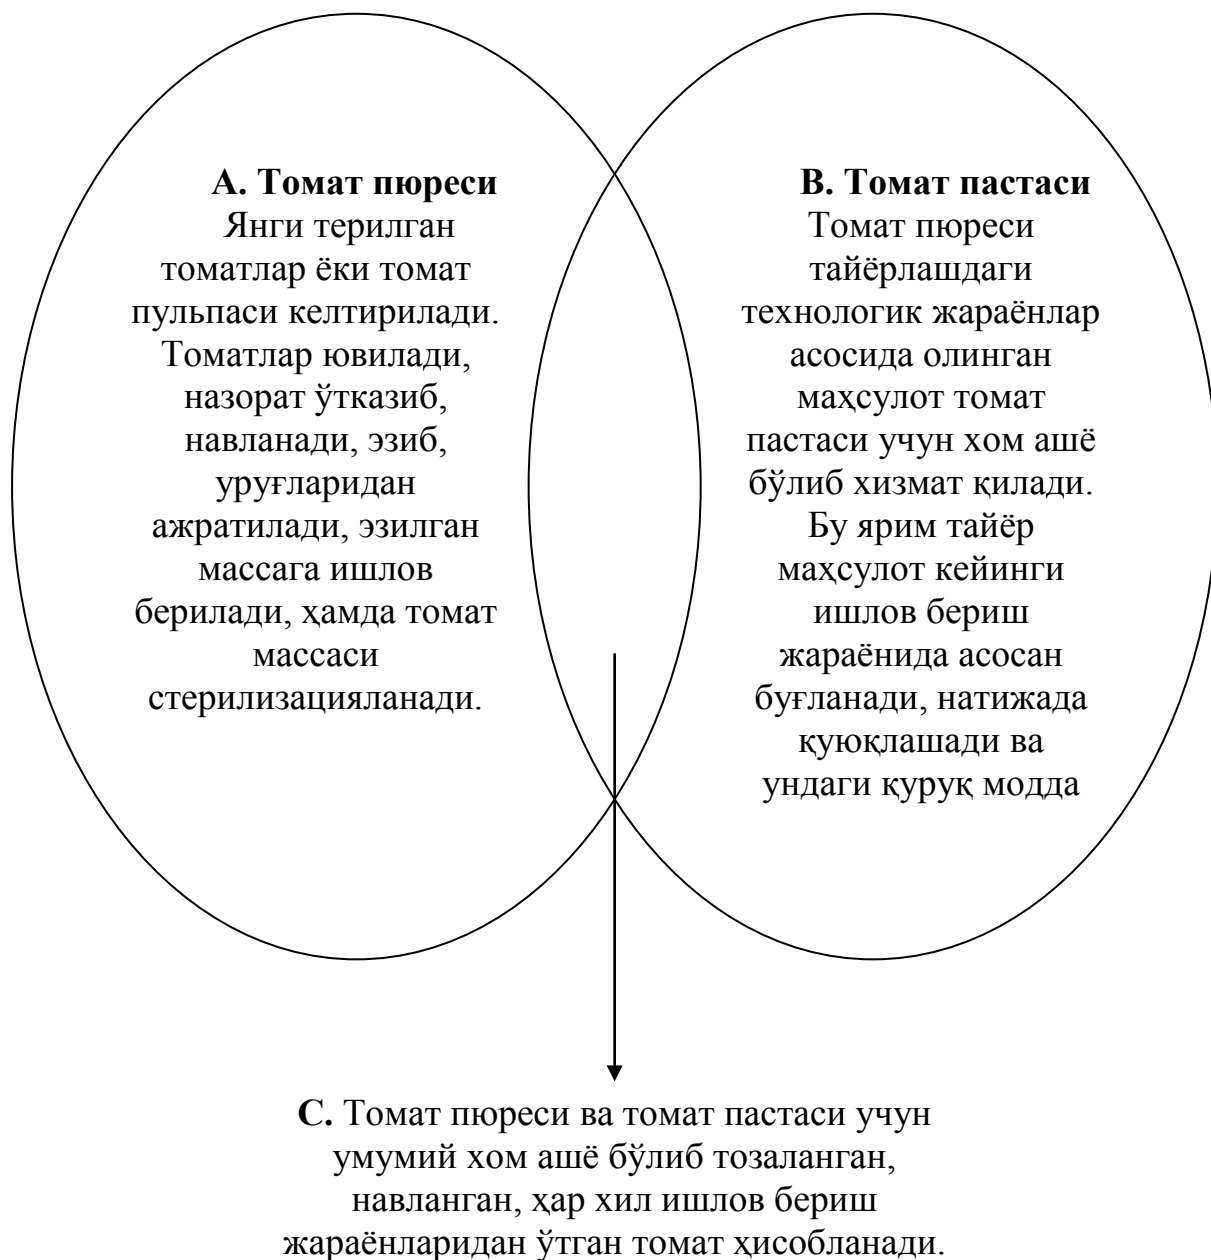 А. Томат пюреси
Янги терилган
томатлар ёки томат
пульпаси келтирилади.
Томатлар ювилади,
назорат ўтказиб,
навланади, эзиб,
уруғларидан
ажратилади, эзилган
массага ишлов
берилади, ҳамда томат
массаси
стерилизацияланади.
В. Томат пастаси
Томат пюреси
тайёрлашдаги
технологик жараёнлар
асосида олинган
маҳсулот томат
пастаси учун хом ашё
бўлиб хизмат қилади.
Бу ярим тайёр
маҳсулот кейинги
ишлов бериш
жараёнида асосан
буғланади, натижада
қуюқлашади ва
ундаги қуруқ модда
С. Томат пюреси ва томат пастаси учун
умумий хом ашё бўлиб тозаланган,
навланган, ҳар хил ишлов бериш
жараёнларидан ўтган томат ҳисобланади.